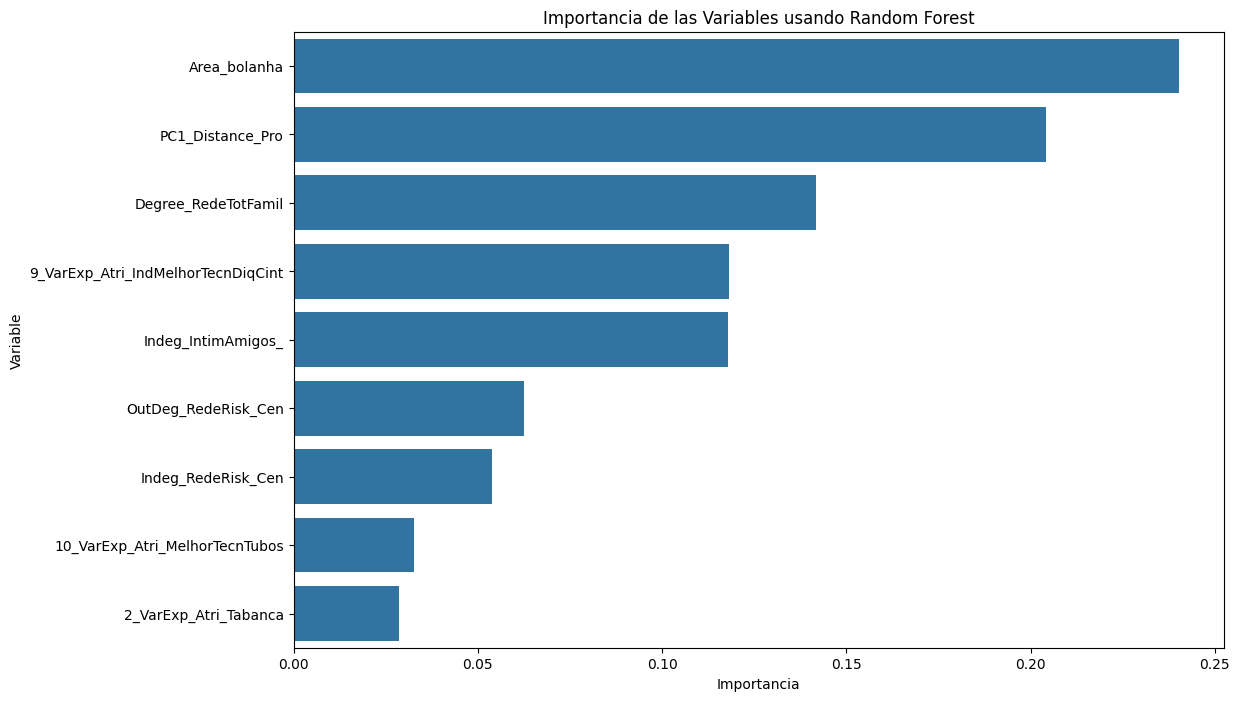 Importancia de las Variables usando Random Forest
Variable
Area_bolanha
PC1_Distance_Pro
Degree_RedeTotFamil
9_VarExp_Atri_IndMelhorTecnDiqCint
Indeg_IntimAmigos_
OutDeg_RedeRisk_Cen
Indeg_RedeRisk_Cen
10_VarExp_Atri_MelhorTecnTubos
2_VarExp_Atri_Tabanca
0.00 0.05 0.10 0.15 0.20 0.25
Importancia